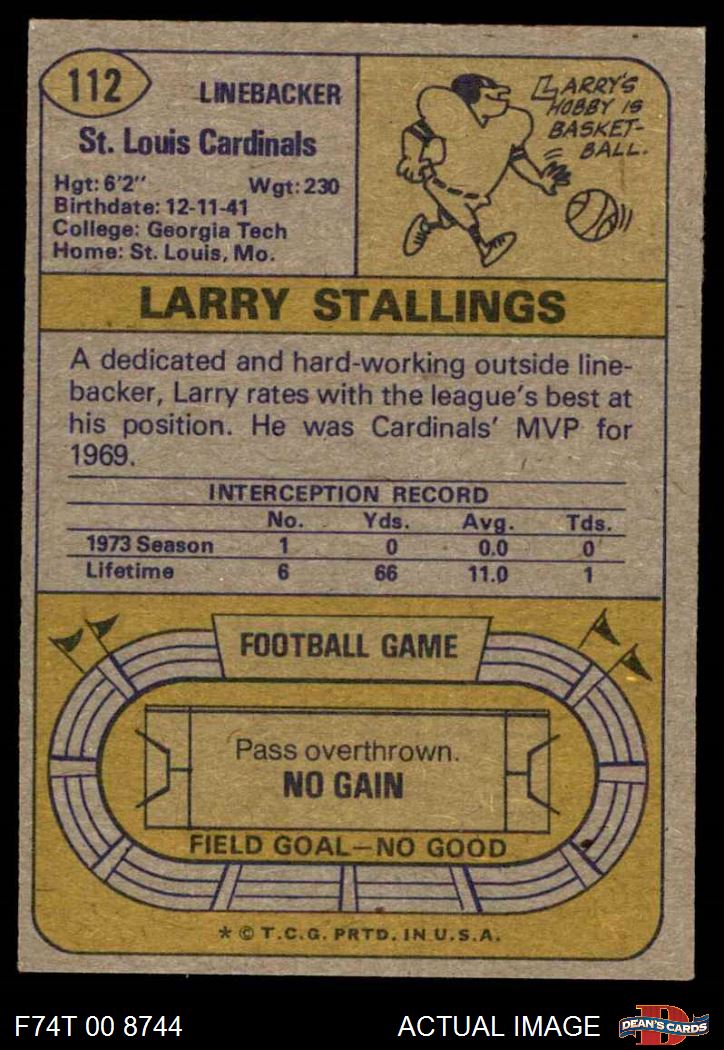 112
LINEBACKER
St. Louis Cardinals
Hgt: 6'2" Wgt: 230
Birthdate: 12-11-41
College: Georgia Tech
Home: St. Louis, Mo.
LARRY'S
HOBBY IS
BASKET-
BALL.
LARRY STALLINGS
A dedicated and hard-working outside line-
backer, Larry rates with the league's best at
his position. He was Cardinals' MVP for
1969.
INTERCEPTION RECORD
No. Yds. Avg. Tds.
1973 Season 1 0 0.0 0
Lifetime 6 66 11.0 1
FOOTBALL GAME
Pass overthrown.
NO GAIN
FIELD GOAL—NO GOOD
* © T.C.G. PRTD. IN U.S.A.
F74T 00 8744 ACTUAL IMAGE
D
DEAN'S CARDS